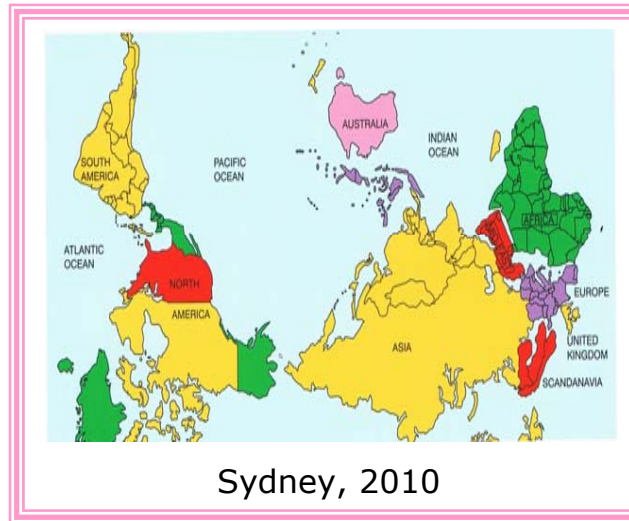 AUSTRALIA
INDIAN
OCEAN
SOUTH
AMERICA
PACIFIC
OCEAN
AFRICA
ATLANTIC
OCEAN
NORTH
AMERICA
EUROPE
ASIA
UNITED
KINGDOM
SCANDANAVIA
Sydney, 2010